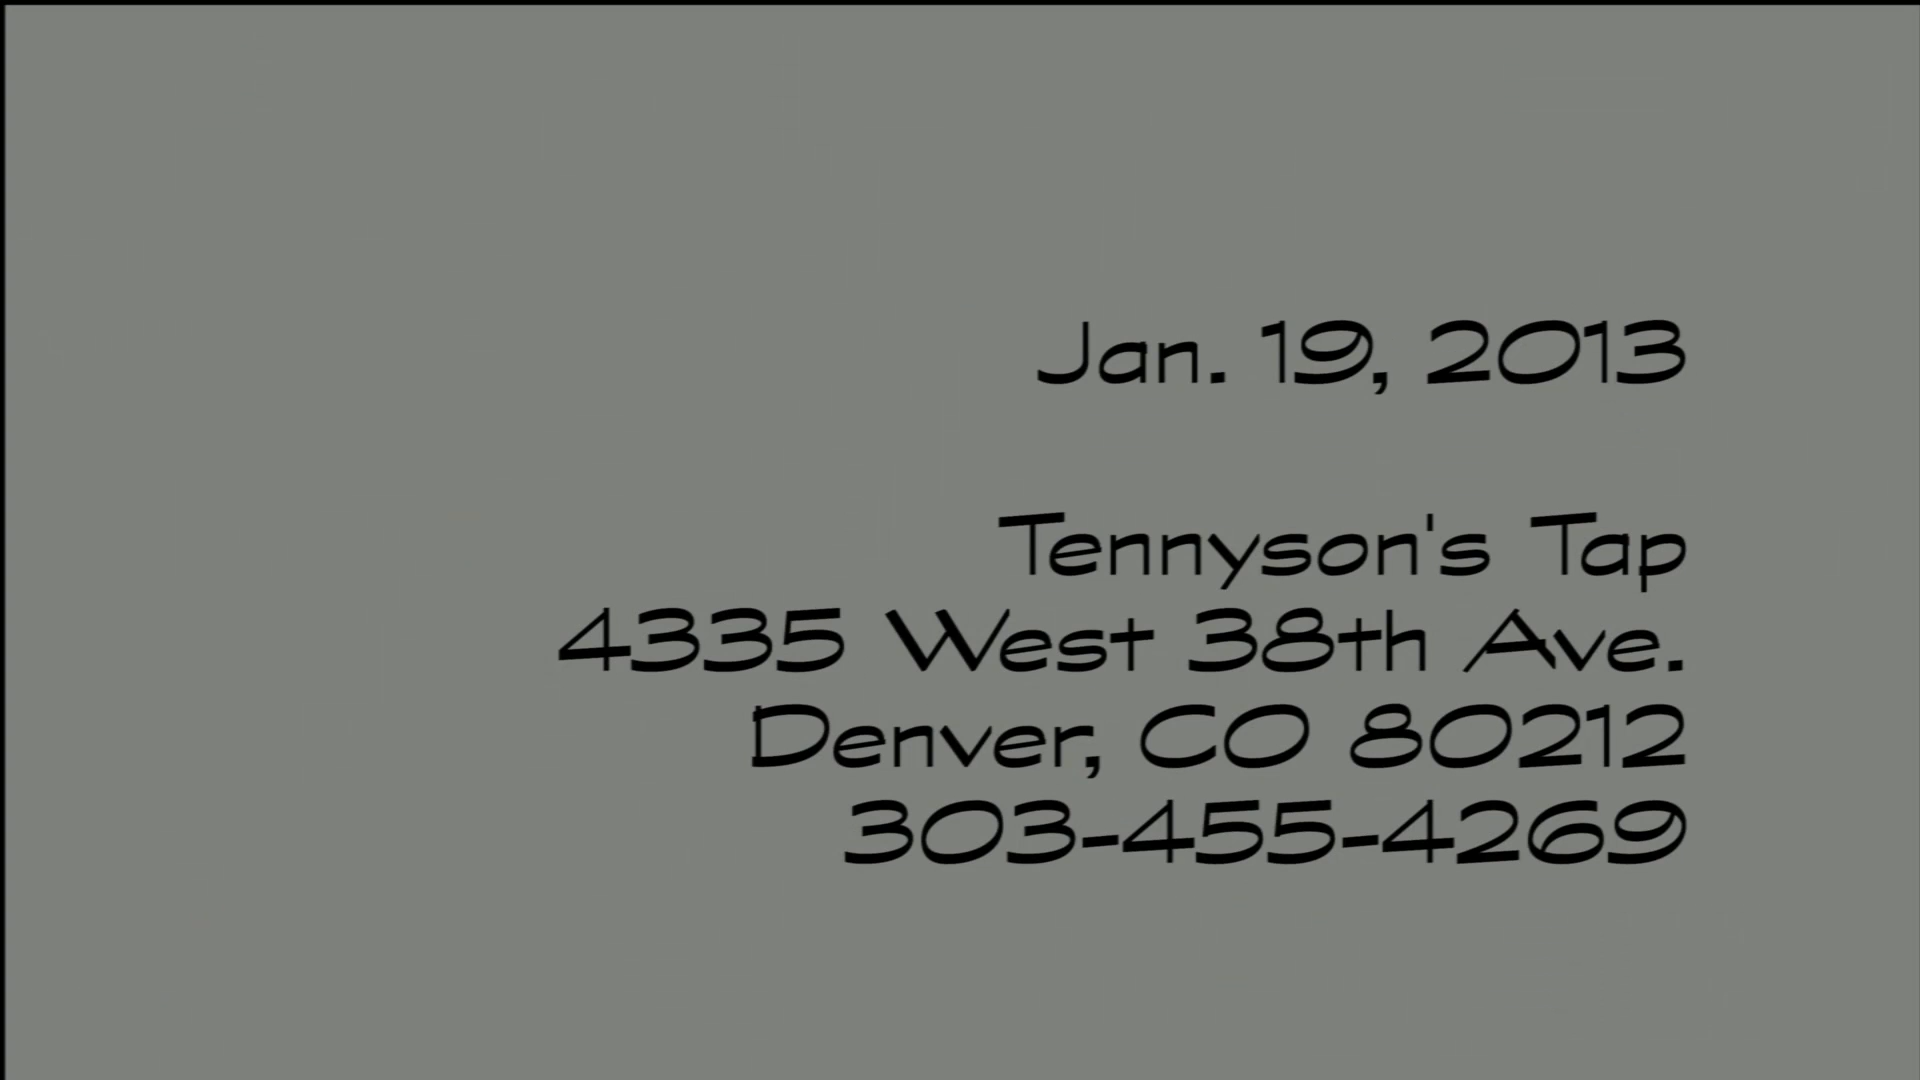 Jan. 19, 2013
Tennyson's Tap
4335 West 38th Ave.
Denver, CO 80212
303-455-4269